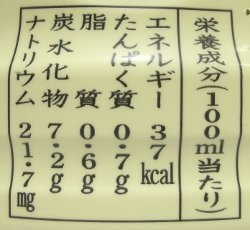 栄養成分(100ml当たり)
エネルギー 37kcal
たんぱく質 0.7g
脂質 0.6g
炭水化物 7.2g
ナトリウム 21.7mg